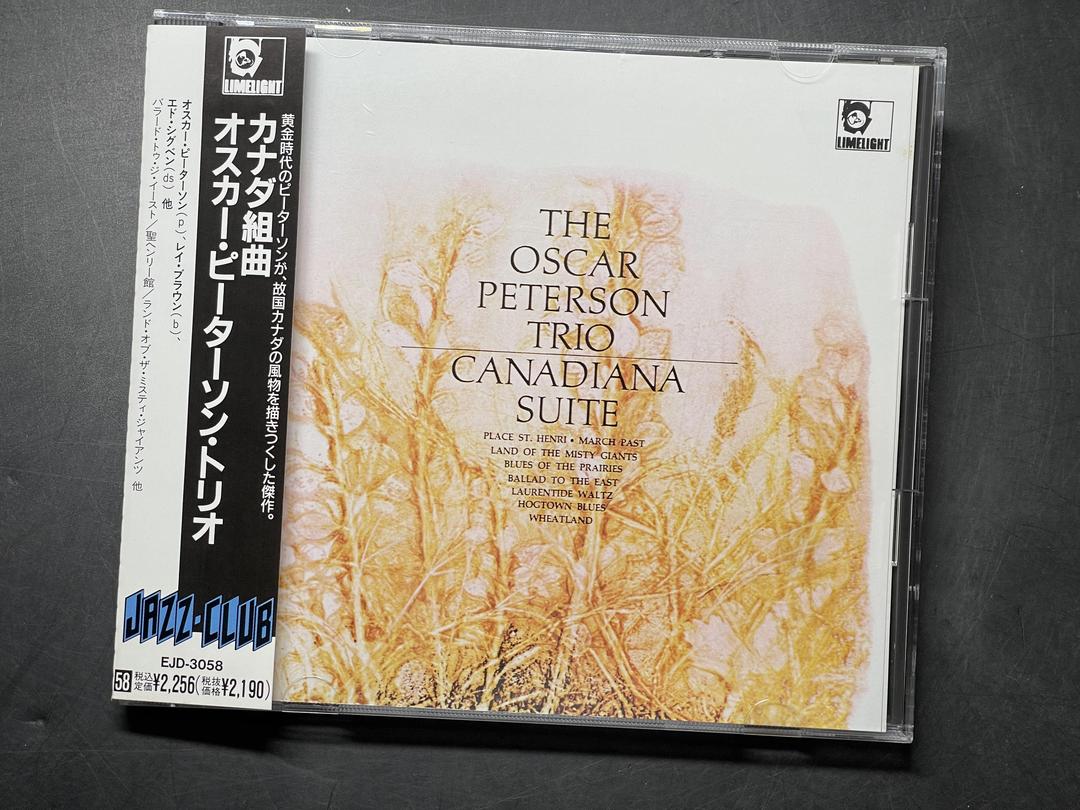 LIMELIGHT
黄金時代のピーターソンが、故国カナダの風物を描きつくした傑作。
カナダ組曲
オスカー・ピーターソン・トリオ
オスカー・ピーターソン(p)、レイ・ブラウン(b)、
エド・シグペン(ds) 他
バラード・トゥ・ジ・イースト/聖ヘンリー館/ランド・オブ・ザ・ミスティ・ジャイアンツ 他
JAZZ-CLUB
EJD-3058
58 税込定価¥2,256(税抜価格¥2,190)
LIMELIGHT
THE
OSCAR
PETERSON
TRIO
CANADIANA
SUITE
PLACE ST. HENRI • MARCH PAST
LAND OF THE MISTY GIANTS
BLUES OF THE PRAIRIES
BALLAD TO THE EAST
LAURENTIDE WALTZ
HOGTOWN BLUES
WHEATLAND